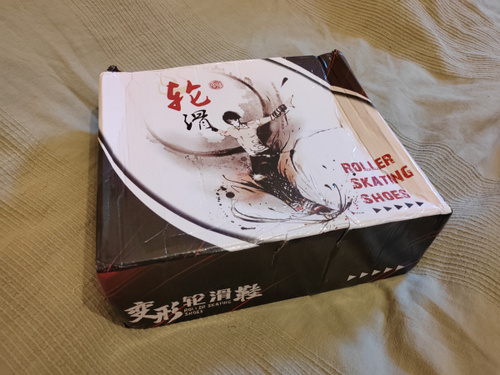 轮
滑
ROLLER
SKATING
SHOES
变形轮滑鞋
ROLLER SKATING
SHOES